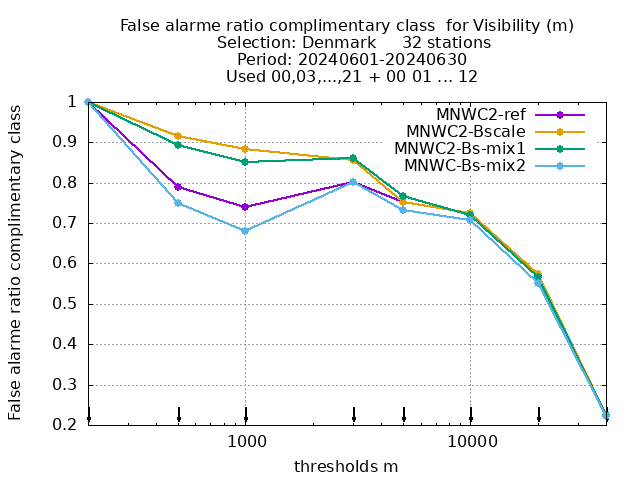 False alarme ratio complimentary class  for Visibility (m)
Selection: Denmark     32 stations
Period: 20240601-20240630
Used 00,03,...,21 + 00 01 ... 12
MNWC2-ref
MNWC2-Bscale
MNWC2-Bs-mix1
MNWC-Bs-mix2
False alarme ratio complimentary class
1
0.9
0.8
0.7
0.6
0.5
0.4
0.3
0.2
1000
10000
thresholds m